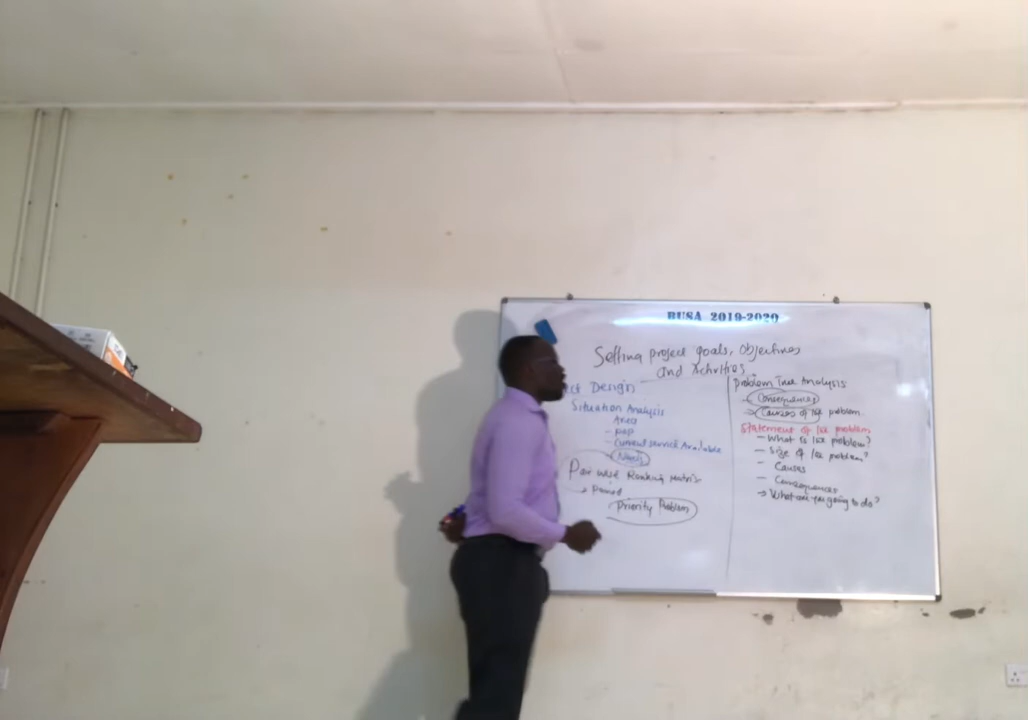 BUSA 2019-2020
Setting project goals, Objectives
and Activities
ct Design
Situation Analysis
Area
- pop
- Current service Available
Needs
Pair wise Ranking matrix
Paired
Priority Problem
Problem Tree Analysis
- Consequences
- Causes of the problem
Statement of the problem
- What is the problem?
- Size of the problem?
- Causes
- Consequences
→ What are you going to do?